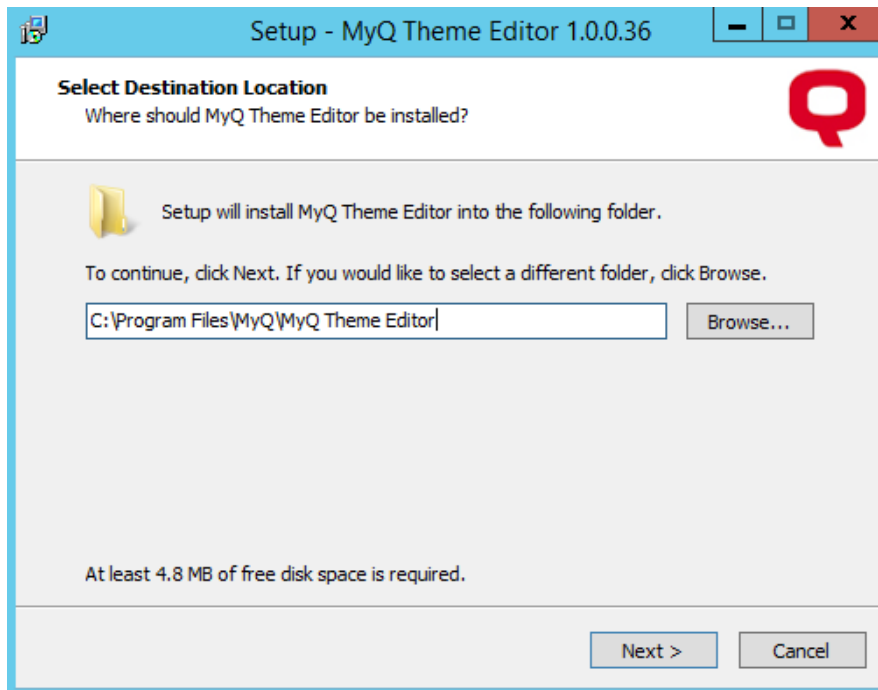 Setup - MyQ Theme Editor 1.0.0.36
Select Destination Location
Where should MyQ Theme Editor be installed?
Q
Setup will install MyQ Theme Editor into the following folder.
To continue, click Next. If you would like to select a different folder, click Browse.
C:\Program Files\MyQ\MyQ Theme Editor
Browse...
At least 4.8 MB of free disk space is required.
Next >
Cancel